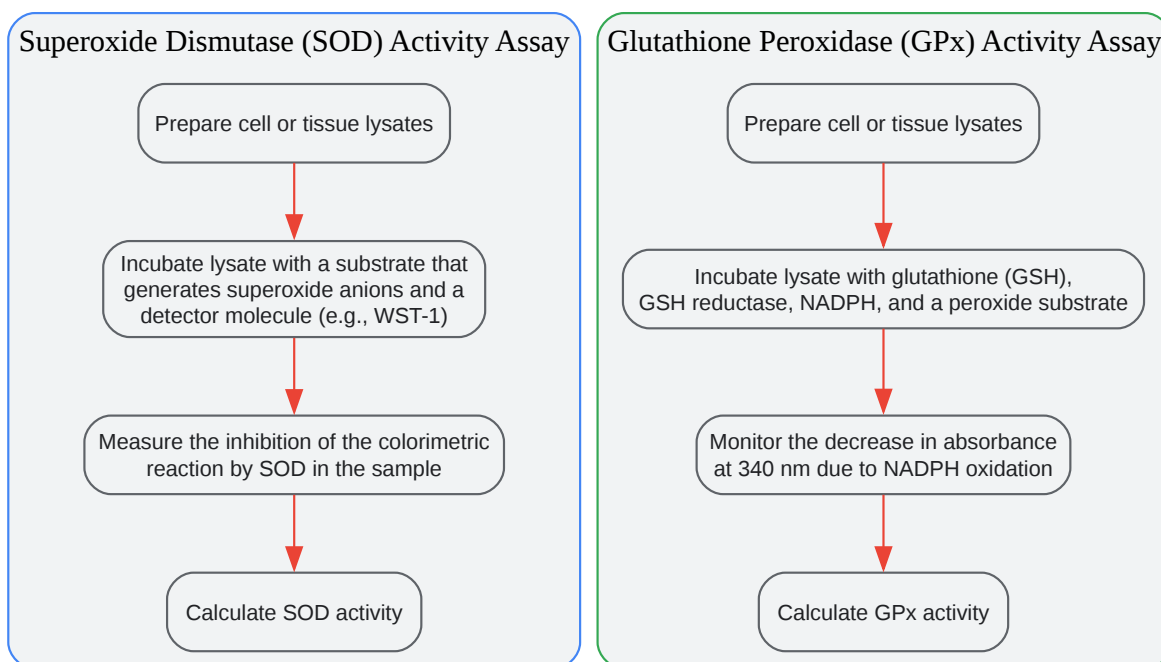 Superoxide Dismutase (SOD) Activity Assay
Prepare cell or tissue lysates
Incubate lysate with a substrate that
generates superoxide anions and a
detector molecule (e.g., WST-1)
Measure the inhibition of the colorimetric
reaction by SOD in the sample
Calculate SOD activity
Glutathione Peroxidase (GPx) Activity Assay
Prepare cell or tissue lysates
Incubate lysate with glutathione (GSH),
GSH reductase, NADPH, and a peroxide substrate
Monitor the decrease in absorbance
at 340 nm due to NADPH oxidation
Calculate GPx activity